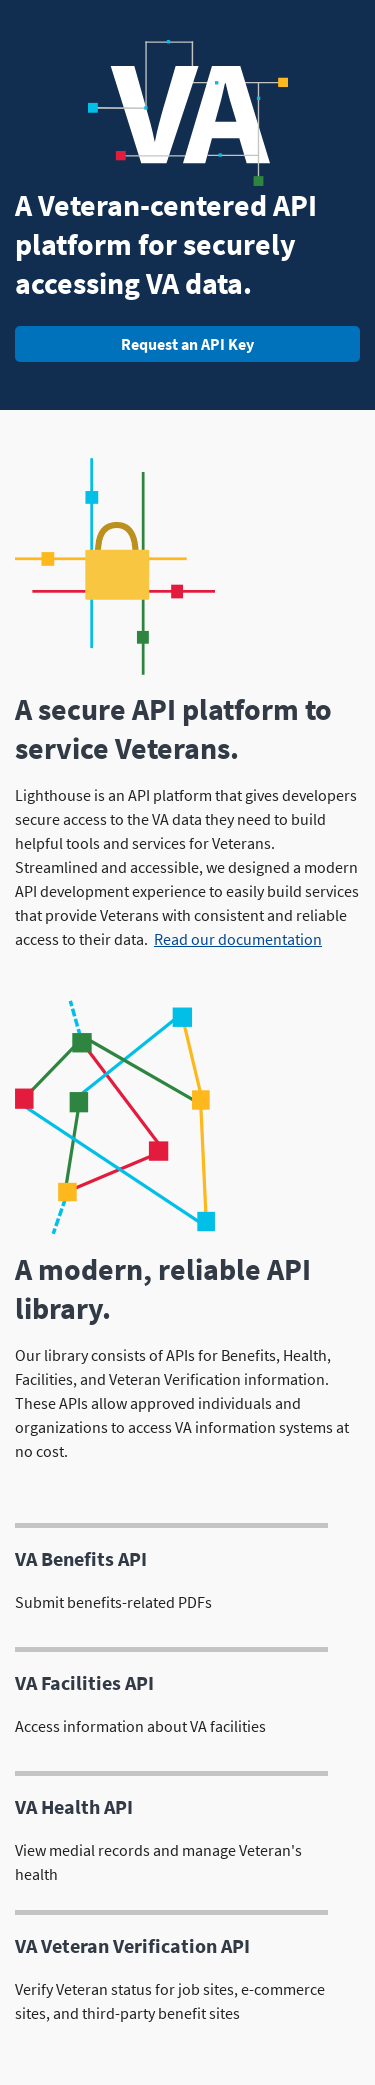 VA
A Veteran-centered API
platform for securely
accessing VA data.
Request an API Key
A secure API platform to
service Veterans.
Lighthouse is an API platform that gives developers
secure access to the VA data they need to build
helpful tools and services for Veterans.
Streamlined and accessible, we designed a modern
API development experience to easily build services
that provide Veterans with consistent and reliable
access to their data. Read our documentation
A modern, reliable API
library.
Our library consists of APIs for Benefits, Health,
Facilities, and Veteran Verification information.
These APIs allow approved individuals and
organizations to access VA information systems at
no cost.
VA Benefits API
Submit benefits-related PDFs
VA Facilities API
Access information about VA facilities
VA Health API
View medial records and manage Veteran's
health
VA Veteran Verification API
Verify Veteran status for job sites, e-commerce
sites, and third-party benefit sites